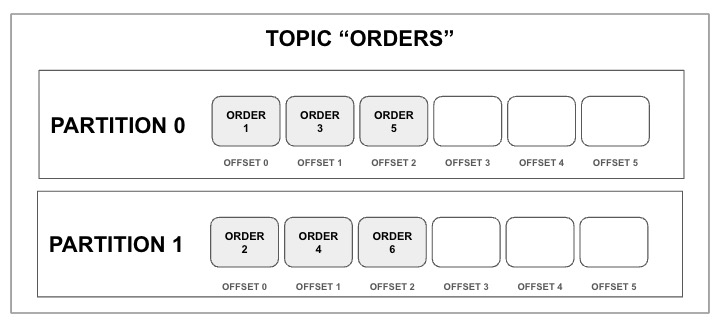 TOPIC “ORDERS”
PARTITION 0
ORDER
1
ORDER
3
ORDER
5
OFFSET 0 OFFSET 1 OFFSET 2 OFFSET 3 OFFSET 4 OFFSET 5
PARTITION 1
ORDER
2
ORDER
4
ORDER
6
OFFSET 0 OFFSET 1 OFFSET 2 OFFSET 3 OFFSET 4 OFFSET 5